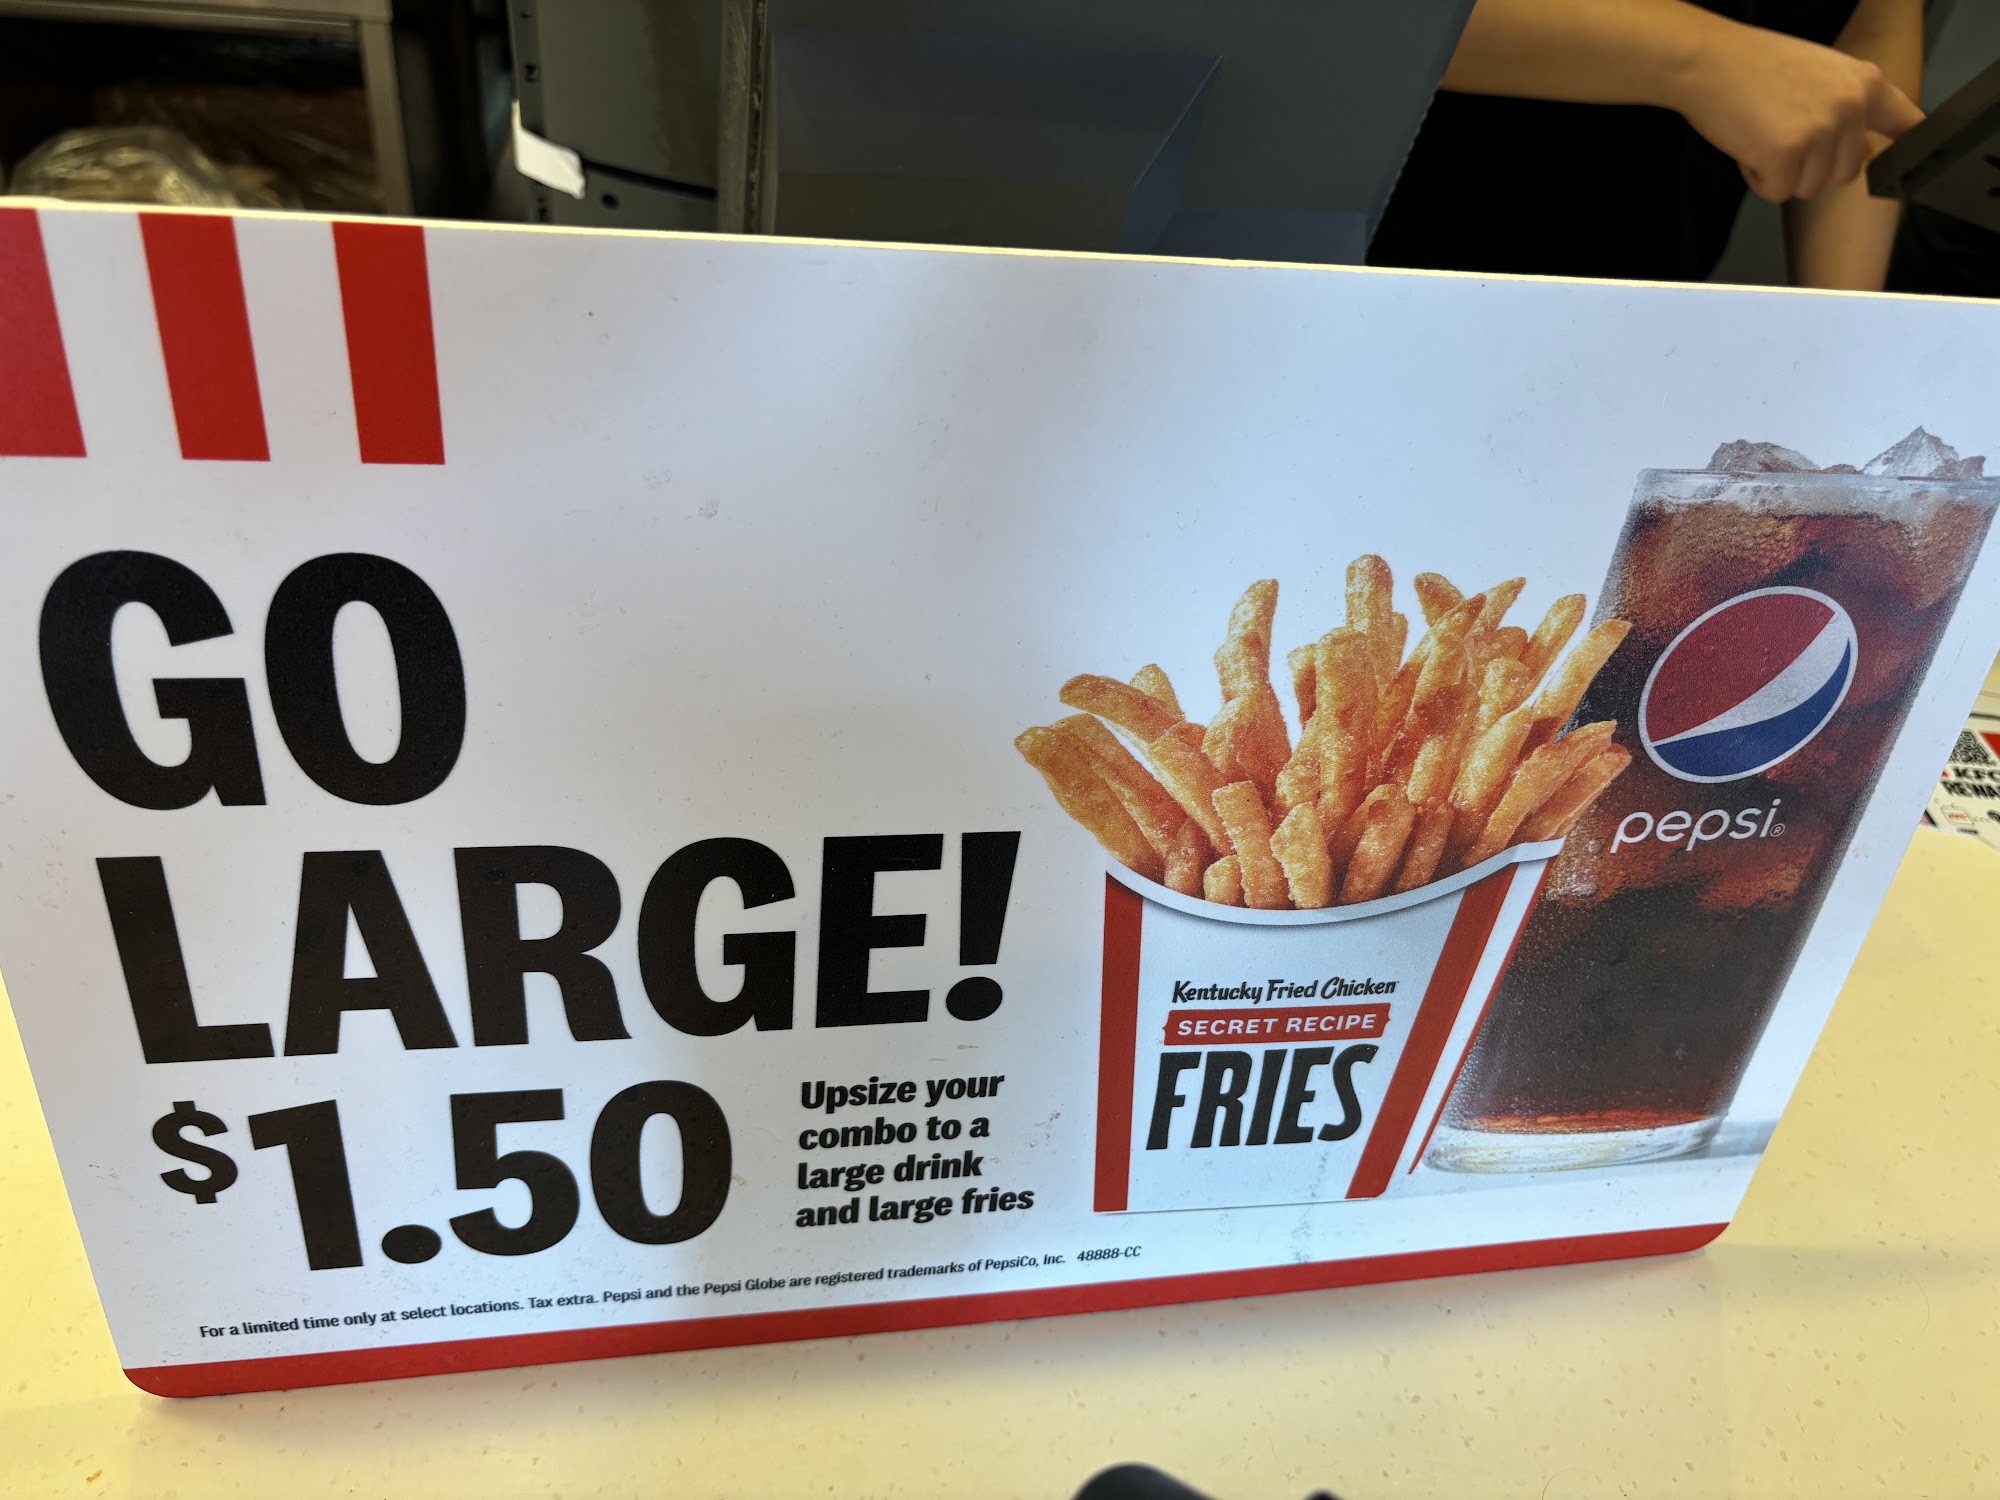 GO
LARGE!
$1.50
Upsize your
combo to a
large drink
and large fries
For a limited time only at select locations. Tax extra. Pepsi and the Pepsi Globe are registered trademarks of PepsiCo, Inc. 48888-CC
Kentucky Fried Chicken
SECRET RECIPE
FRIES
pepsi®
KFC